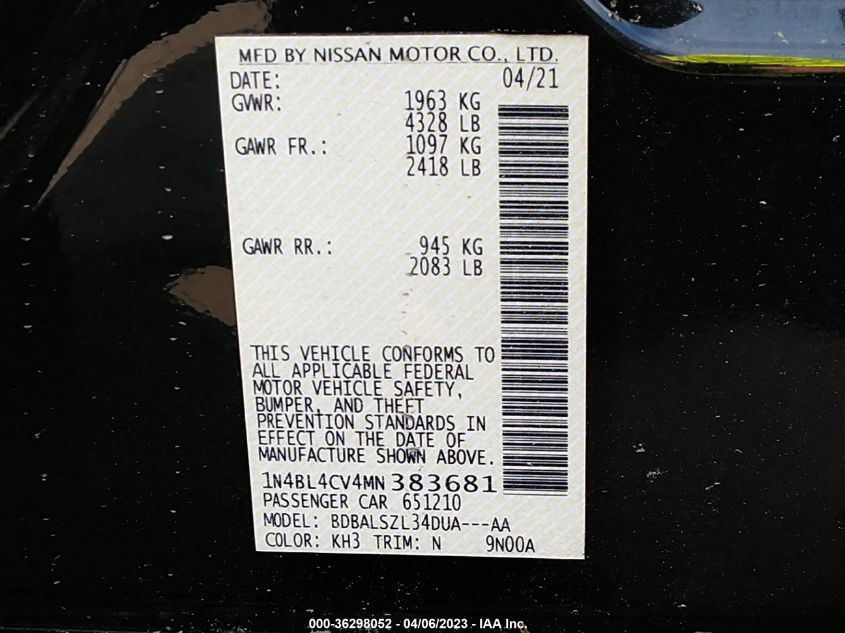 MFD BY NISSAN MOTOR CO., LTD.
DATE: 04/21
GVWR: 1963 KG
4328 LB
GAWR FR.: 1097 KG
2418 LB
GAWR RR.: 945 KG
2083 LB
THIS VEHICLE CONFORMS TO
ALL APPLICABLE FEDERAL
MOTOR VEHICLE SAFETY,
BUMPER, AND THEFT
PREVENTION STANDARDS IN
EFFECT ON THE DATE OF
MANUFACTURE SHOWN ABOVE.
1N4BL4CV4MN383681
PASSENGER CAR 651210
MODEL: BDBALSZL34DUA---AA
COLOR: KH3 TRIM: N 9N00A
000-36298052 - 04/06/2023 - IAA Inc.